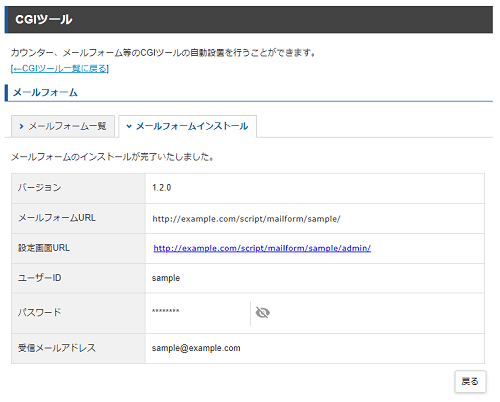 CGIツール
カウンター、メールフォーム等のCGIツールの自動設置を行うことができます。
[←CGIツール一覧に戻る]
メールフォーム
メールフォーム一覧 メールフォームインストール
メールフォームのインストールが完了いたしました。
バージョン 1.2.0
メールフォームURL http://example.com/script/mailform/sample/
設定画面URL http://example.com/script/mailform/sample/admin/
ユーザーID sample
パスワード ********
受信メールアドレス sample@example.com
戻る